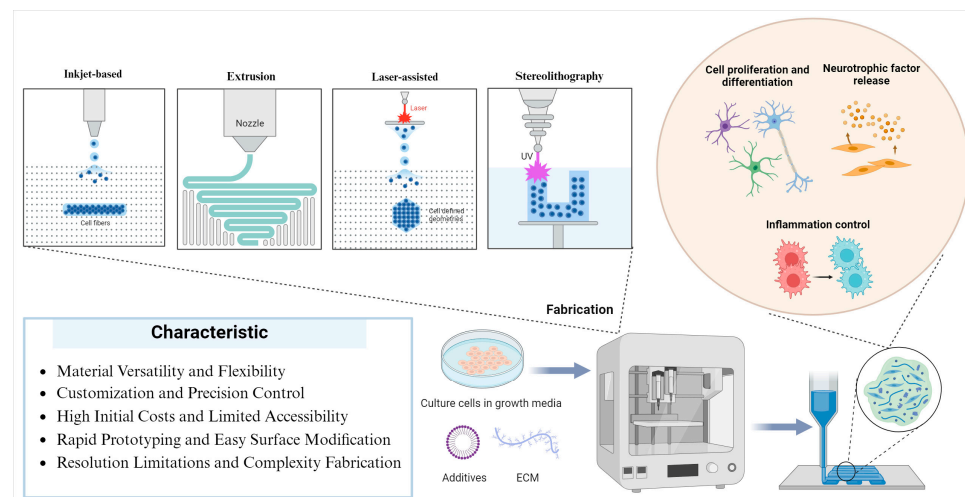 Inkjet-based
Extrusion
Laser-assisted
Stereolithography
Cell proliferation and
differentiation
Neutrotrophic factor
release
Laser
Nozzle
UV
Cell fibers
Cell defined
geometries
Inflammation control
Fabrication
Characteristic
• Material Versatility and Flexibility
• Customization and Precision Control
• High Initial Costs and Limited Accessibility
• Rapid Prototyping and Easy Surface Modification
• Resolution Limitations and Complexity Fabrication
Culture cells in growth media
Additives
ECM